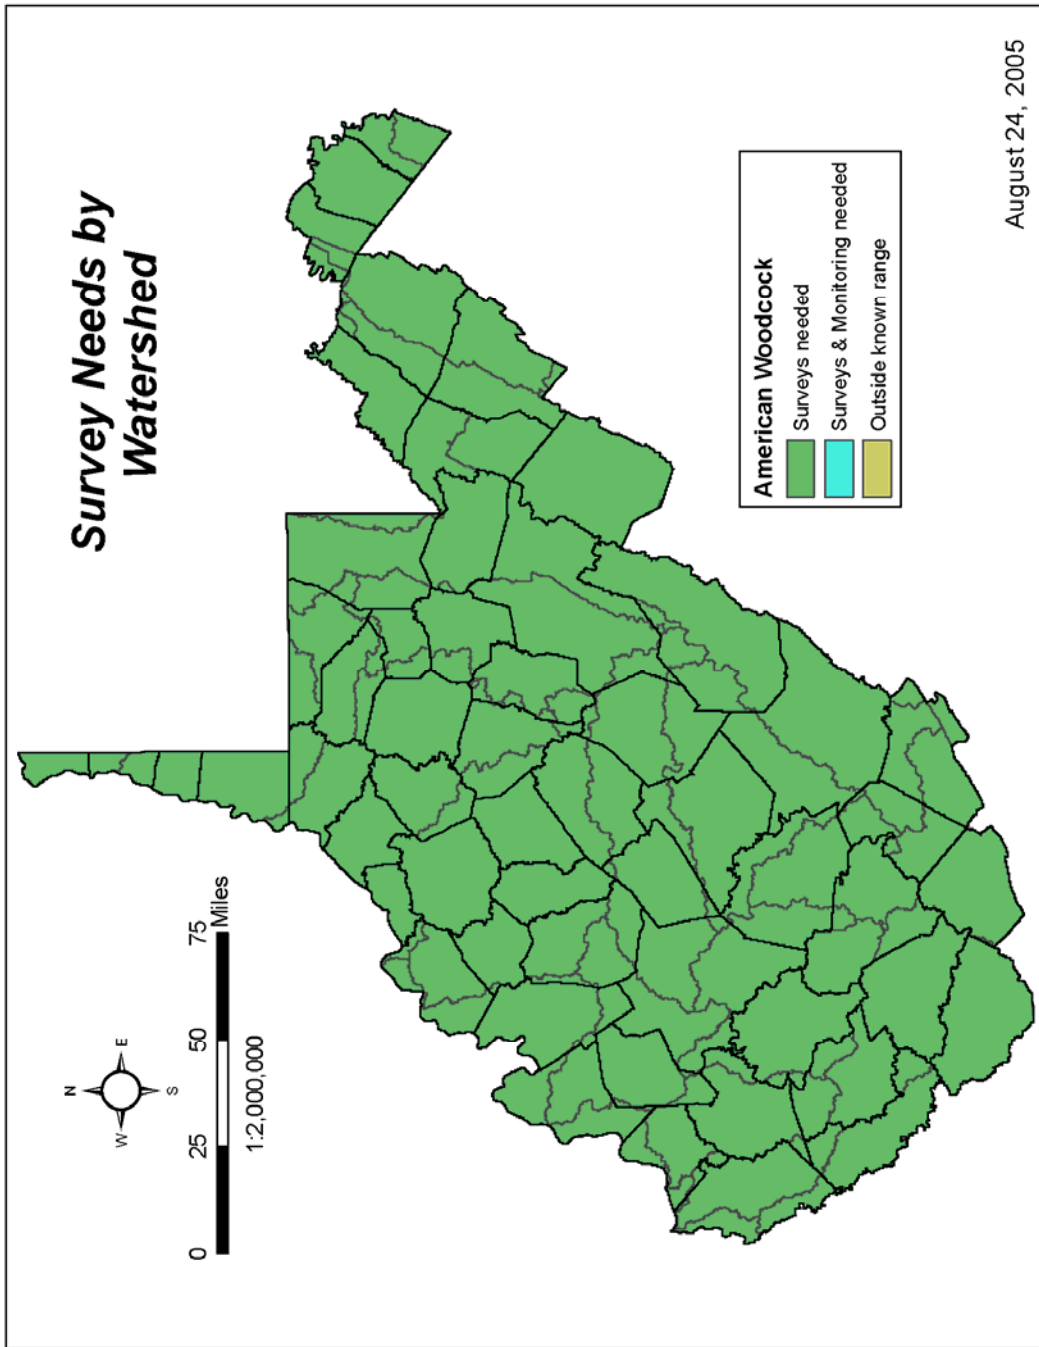 Survey Needs by
Watershed
N
W
E
S
0
25
50
75
Miles
1:2,000,000
American Woodcock
Surveys needed
Surveys & Monitoring needed
Outside known range
August 24, 2005